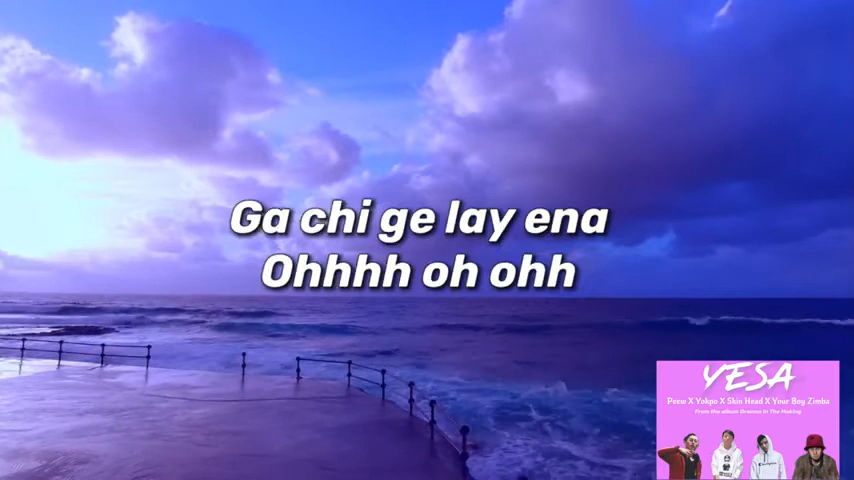 Ga chi ge lay ena
Ohhhh oh ohh
YESA
Peew X Yokpo X Skin Head X Your Boy Zimba
From the album Dreams In The Making